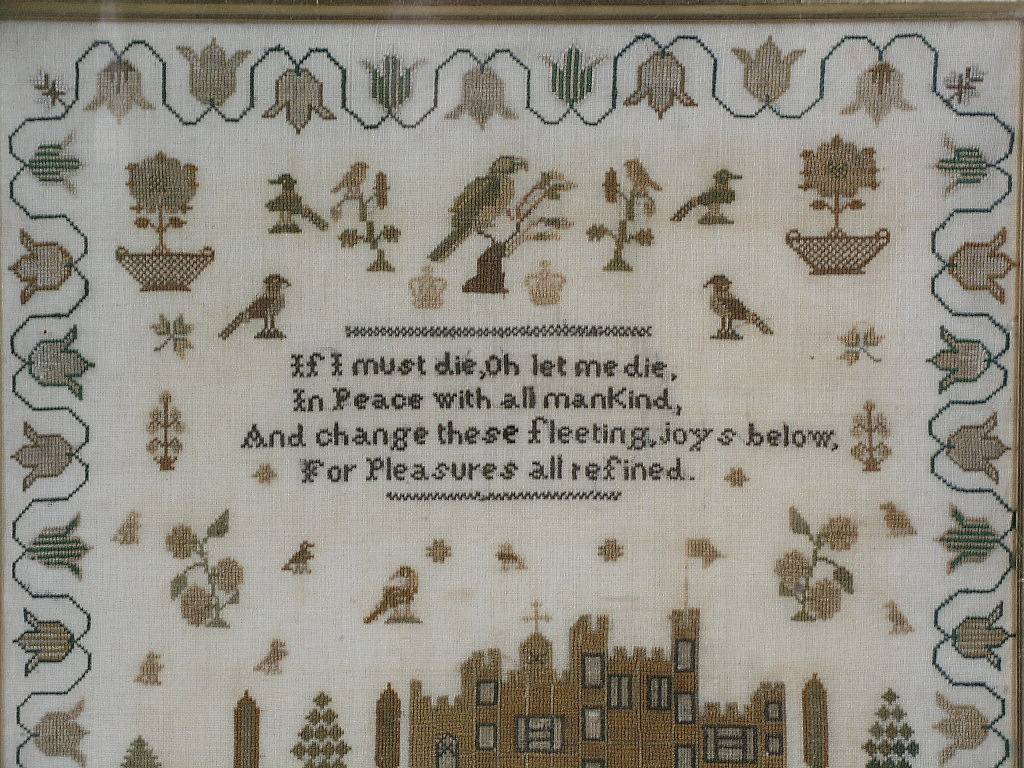 If I must die, Oh let me die,
In Peace with all manKind,
And change these fleeting, joys below,
For Pleasures all refined.